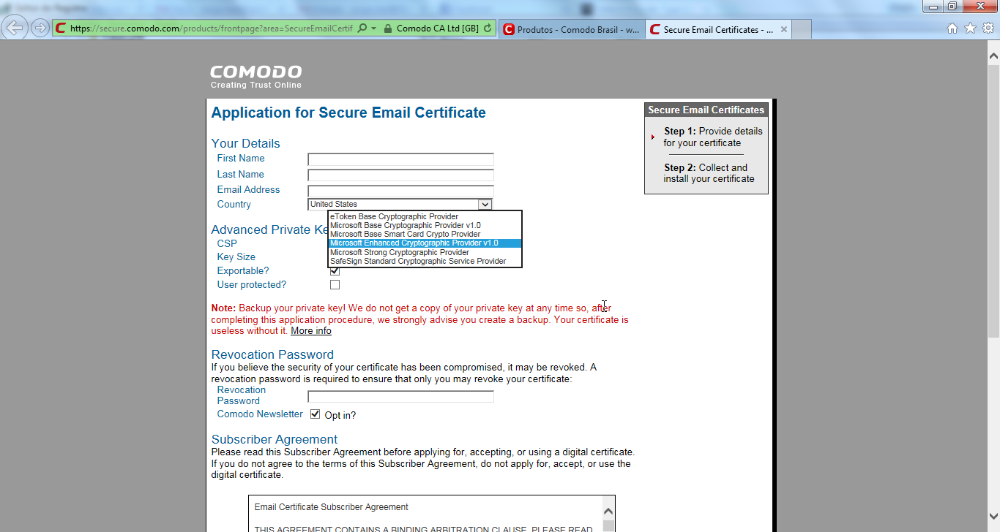 https://secure.comodo.com/products/frontpage?area=SecureEmailCertif
Comodo CA Ltd [GB]
Produtos - Comodo Brasil - w...
Secure Email Certificates - ...
COMODO
Creating Trust Online
Application for Secure Email Certificate
Secure Email Certificates
Step 1: Provide details
for your certificate
Step 2: Collect and
install your certificate
Your Details
First Name
Last Name
Email Address
Country
United States
eToken Base Cryptographic Provider
Microsoft Base Cryptographic Provider v1.0
Microsoft Base Smart Card Crypto Provider
Microsoft Enhanced Cryptographic Provider v1.0
Microsoft Strong Cryptographic Provider
SafeSign Standard Cryptographic Service Provider
Advanced Private Ke
CSP
Key Size
Exportable?
User protected?
Note: Backup your private key! We do not get a copy of your private key at any time so, after
completing this application procedure, we strongly advise you create a backup. Your certificate is
useless without it. More info
Revocation Password
If you believe the security of your certificate has been compromised, it may be revoked. A
revocation password is required to ensure that only you may revoke your certificate:
Revocation
Password
Comodo Newsletter
Opt in?
Subscriber Agreement
Please read this Subscriber Agreement before applying for, accepting, or using a digital certificate.
If you do not agree to the terms of this Subscriber Agreement, do not apply for, accept, or use the
digital certificate.
Email Certificate Subscriber Agreement
THIS AGREEMENT CONTAINS A BINDING ARBITRATION CLAUSE. PLEASE READ